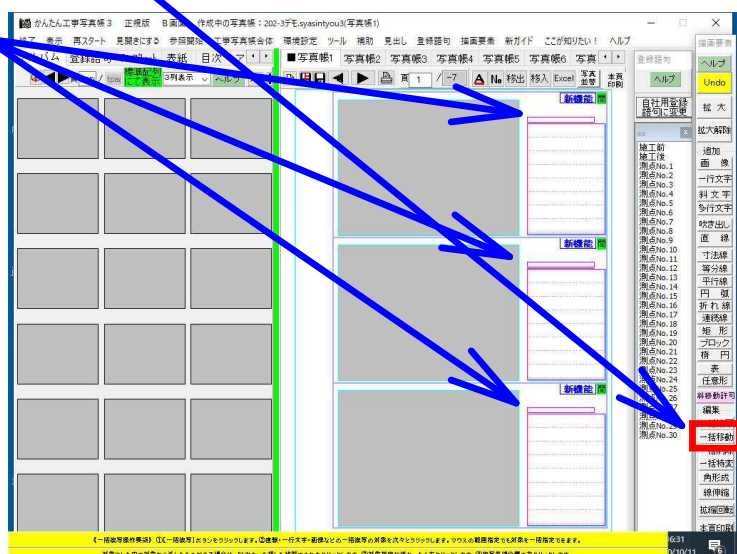 かんたん工事写真帳3 正規版 B画面 作成中の写真帳：202-3デモ.syasintyou3(写真帳1)
終了 表示 再スタート 見開きにする 参照開始 工事写真帳合体 環境設定 ツール 補助 見出し 登録語句 描画要素 新ガイド ここが知りたい！ ヘルプ
表紙 目次 ■写真帳1 写真帳2 写真帳3 写真帳4 写真帳5 写真帳6 写真
標準配列にて表示 3列表示 ヘルプ
頁 1 / -7 A No 移出 移入 Excel 写真並替 本頁印刷
新機能 間
新機能 間
新機能 間
登録語句
ヘルプ
自社用登録
語句に変更
施工前
施工後
測点No.1
測点No.2
測点No.3
測点No.4
測点No.5
測点No.6
測点No.7
測点No.8
測点No.9
測点No.10
測点No.11
測点No.12
測点No.13
測点No.14
測点No.15
測点No.16
測点No.17
測点No.18
測点No.19
測点No.20
測点No.21
測点No.22
測点No.23
測点No.24
測点No.25
26
測点No.30
描画要素
ヘルプ
Undo
拡 大
拡大解除
追加
画 像
一行文字
斜 文 字
多行文字
吹き出し
直 線
寸法線
等分線
平行線
円 弧
折 れ 線
連続線
矩 形
ブロック
楕 円
表
任意形
斜移動許可
編集
一括移動
一括特変
角形成
線伸縮
拡縮回転
本頁印刷
《一括複写操作要領》 ①[一括複写]ボタンをクリックします。②直線・一行文字・画像などの一括複写の対象を次々とクリックします。マウスの範囲指定でも対象を一括指定できます。